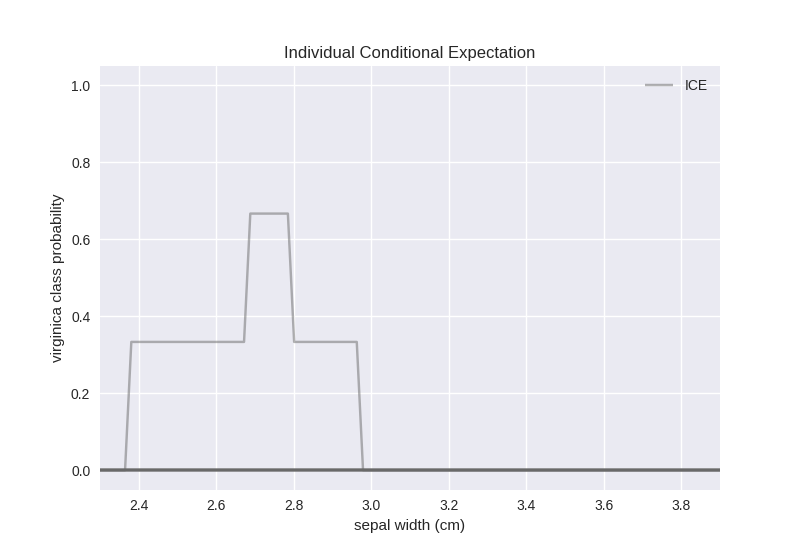 Individual Conditional Expectation
ICE
virginica class probability
1.0
0.8
0.6
0.4
0.2
0.0
2.4 2.6 2.8 3.0 3.2 3.4 3.6 3.8
sepal width (cm)